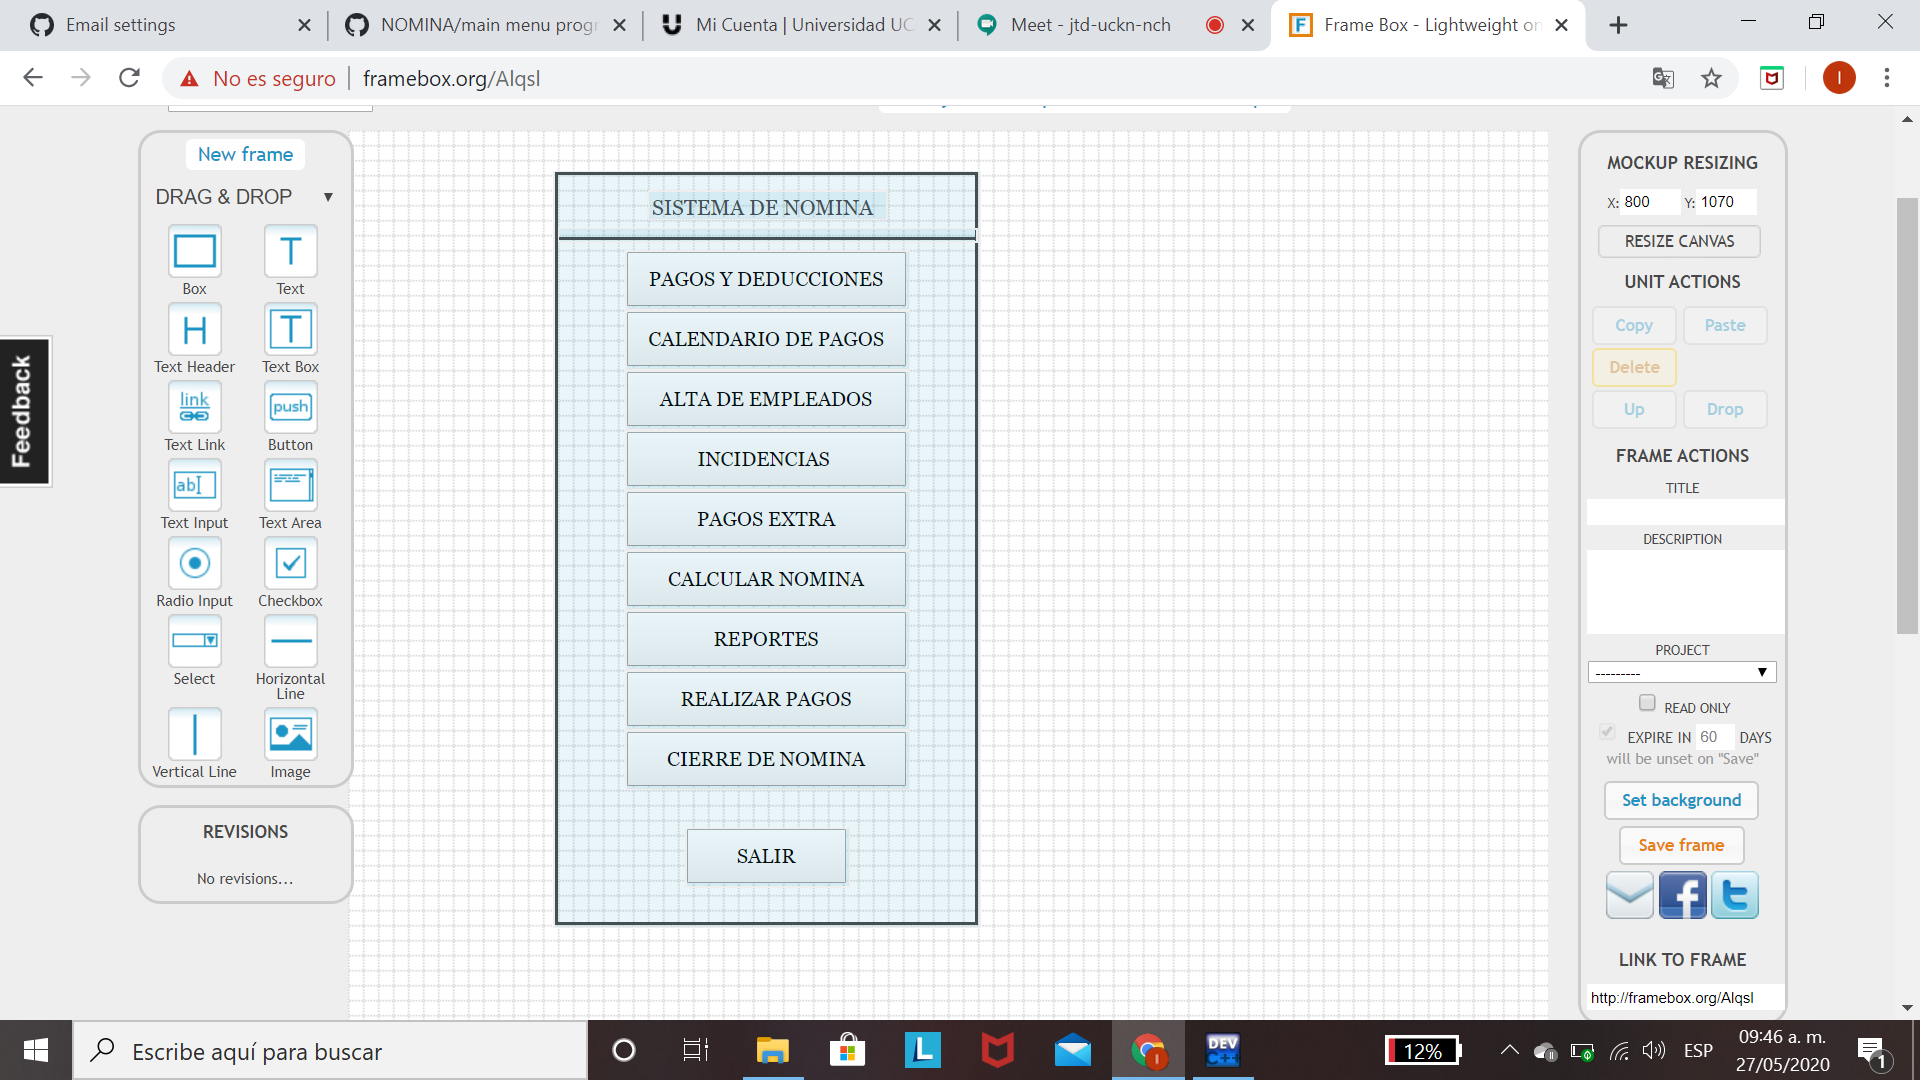 Email settings
NOMINA/main menu progr
Mi Cuenta | Universidad UC
Meet - jtd-uckn-nch
Frame Box - Lightweight on
No es seguro
framebox.org/Alqsl
I
New frame
DRAG & DROP
Box
Text
Text Header
Text Box
link
Text Link
push
Button
Text Input
Text Area
Radio Input
Checkbox
Select
Horizontal
Line
Vertical Line
Image
REVISIONS
No revisions...
Feedback
SISTEMA DE NOMINA
PAGOS Y DEDUCCIONES
CALENDARIO DE PAGOS
ALTA DE EMPLEADOS
INCIDENCIAS
PAGOS EXTRA
CALCULAR NOMINA
REPORTES
REALIZAR PAGOS
CIERRE DE NOMINA
SALIR
MOCKUP RESIZING
X: 800 Y: 1070
RESIZE CANVAS
UNIT ACTIONS
Copy Paste
Delete
Up Drop
FRAME ACTIONS
TITLE
DESCRIPTION
PROJECT
---------
READ ONLY
EXPIRE IN 60 DAYS
will be unset on "Save"
Set background
Save frame
LINK TO FRAME
http://framebox.org/Alqsl
Escribe aquí para buscar
DEV
C++
12%
ESP
09:46 a. m.
27/05/2020
1